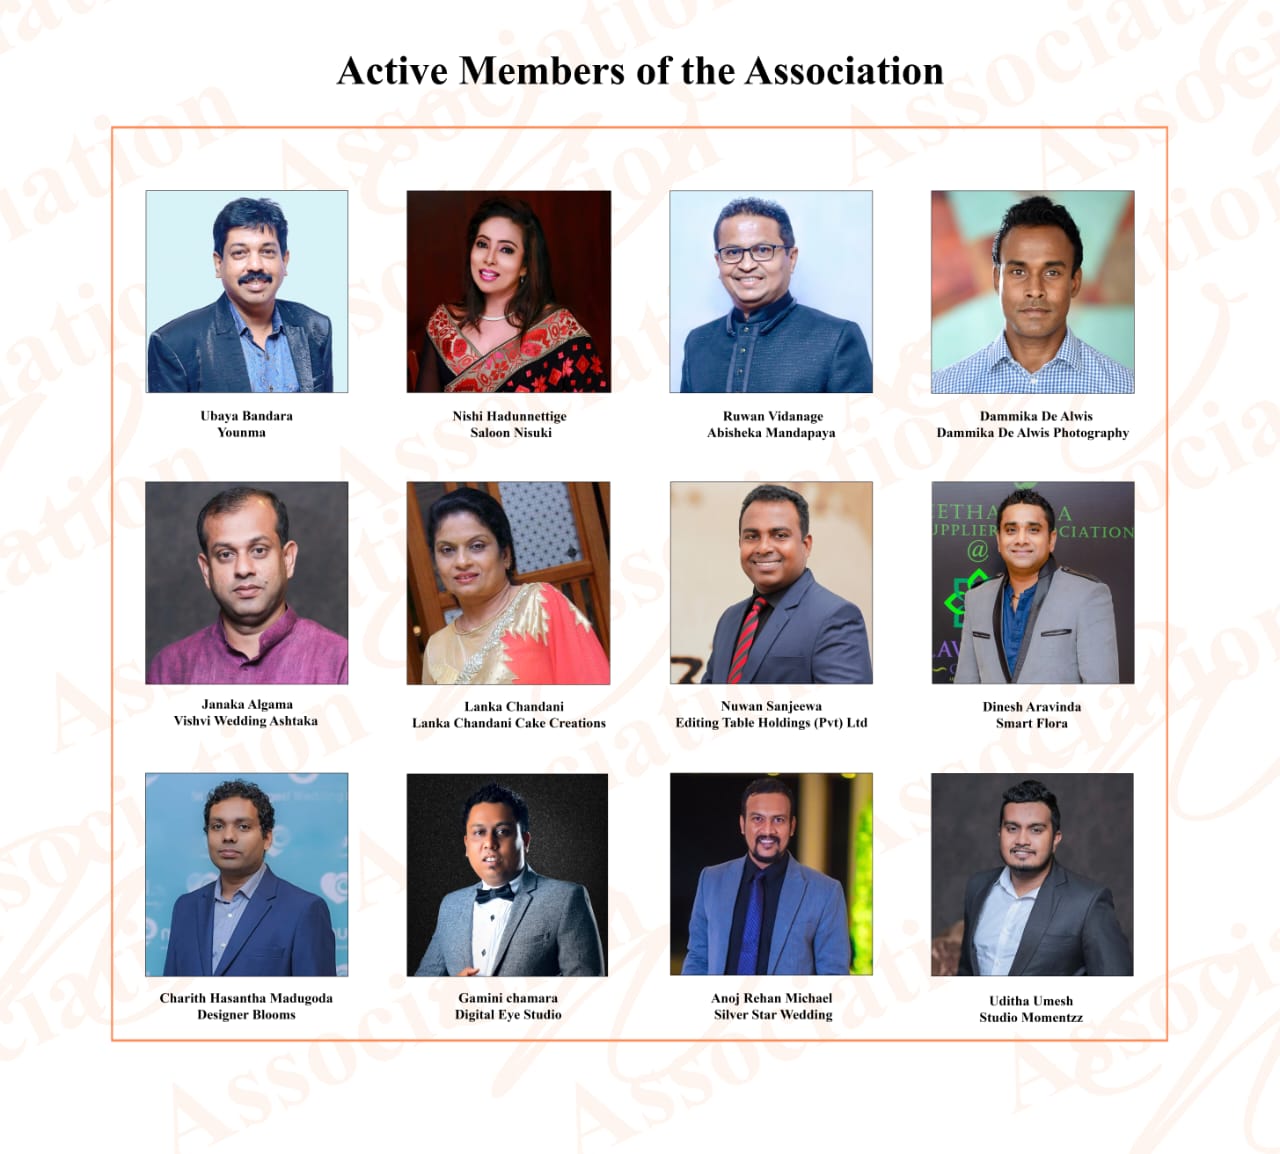 Active Members of the Association
Ubaya Bandara
Younma
Nishi Hadunnettige
Saloon Nisuki
Ruwan Vidanage
Abisheka Mandapaya
Dammika De Alwis
Dammika De Alwis Photography
Janaka Algama
Vishvi Wedding Ashtaka
Lanka Chandani
Lanka Chandani Cake Creations
Nuwan Sanjeewa
Editing Table Holdings (Pvt) Ltd
Dinesh Aravinda
Smart Flora
Charith Hasantha Madugoda
Designer Blooms
Gamini chamara
Digital Eye Studio
Anoj Rehan Michael
Silver Star Wedding
Uditha Umesh
Studio Momentzz